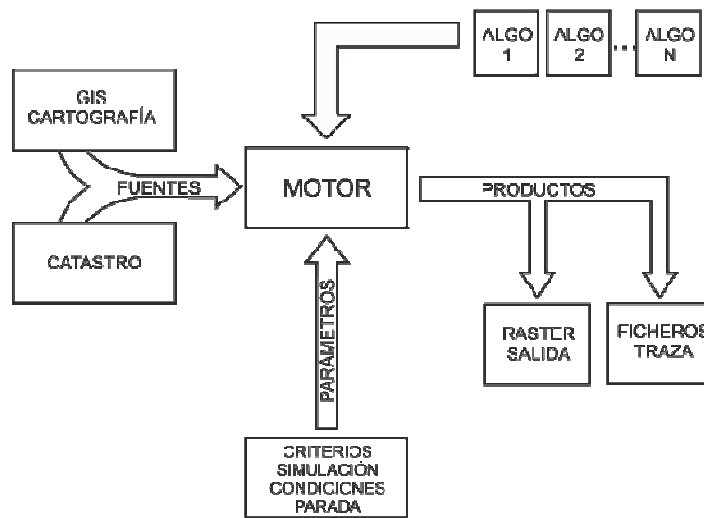 ALGO
1
ALGO
2
...
ALGO
N
GIS
CARTOGRAFÍA
FUENTES
MOTOR
PRODUCTOS
CATASTRO
PARÁMETROS
RASTER
SALIDA
FICHEROS
TRAZA
CRITERIOS
SIMULACIÓN
CONDICIONES
PARADA